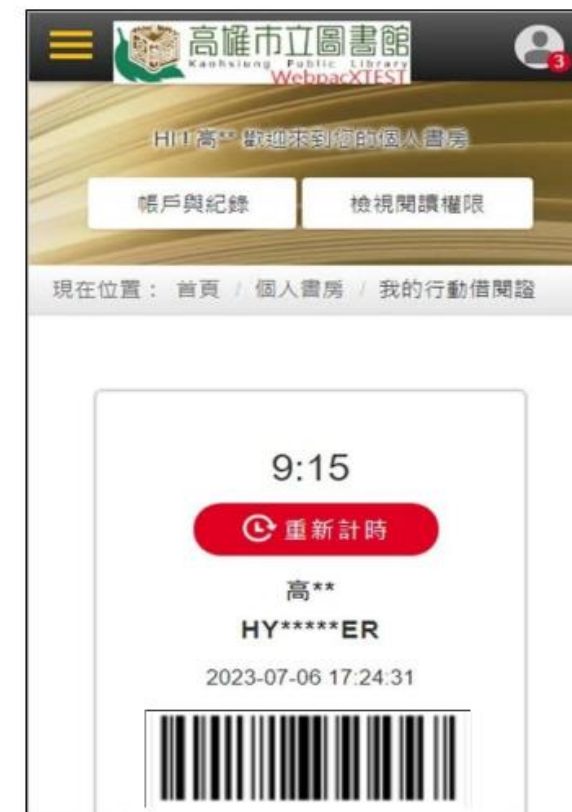 高雄市立圖書館
Kaohsiung Public Library
WebpacXTEST
3
HI！高** 歡迎來到您的個人書房
帳戶與紀錄 檢視閱讀權限
現在位置： 首頁 / 個人書房 / 我的行動借閱證
9:15
重新計時
高**
HY*****ER
2023-07-06 17:24:31